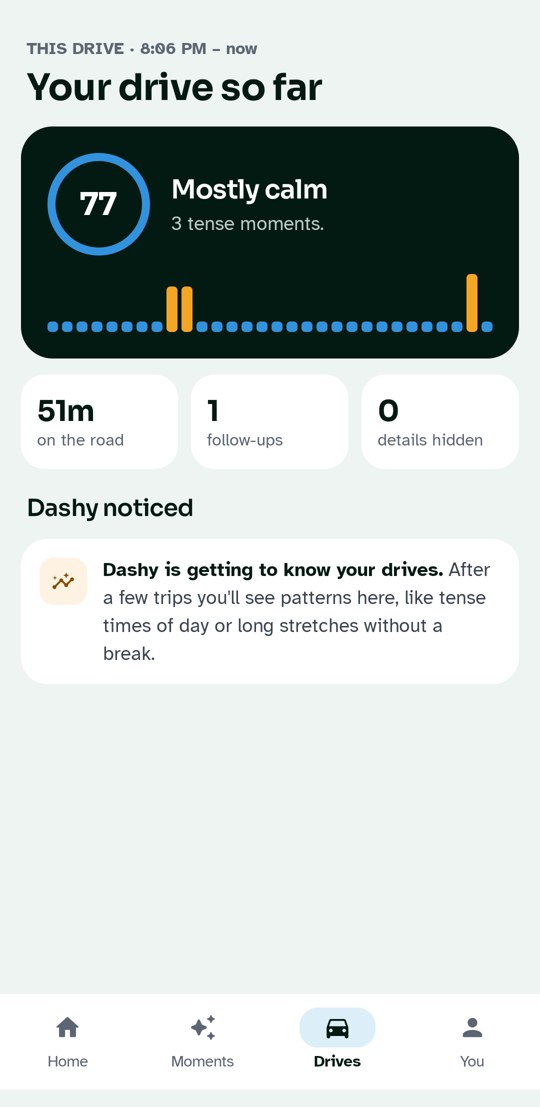 THIS DRIVE · 8:06 PM – now
Your drive so far
77
Mostly calm
3 tense moments.
51m
on the road
1
follow-ups
0
details hidden
Dashy noticed
Dashy is getting to know your drives. After
a few trips you'll see patterns here, like tense
times of day or long stretches without a
break.
Home
Moments
Drives
You